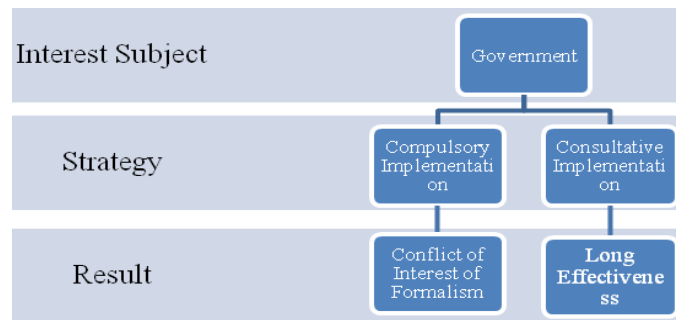 Interest Subject
Government
Strategy
Compulsory
Implementati
on
Consultative
Implementati
on
Result
Conflict of
Interest of
Formalism
Long
Effectivene
ss